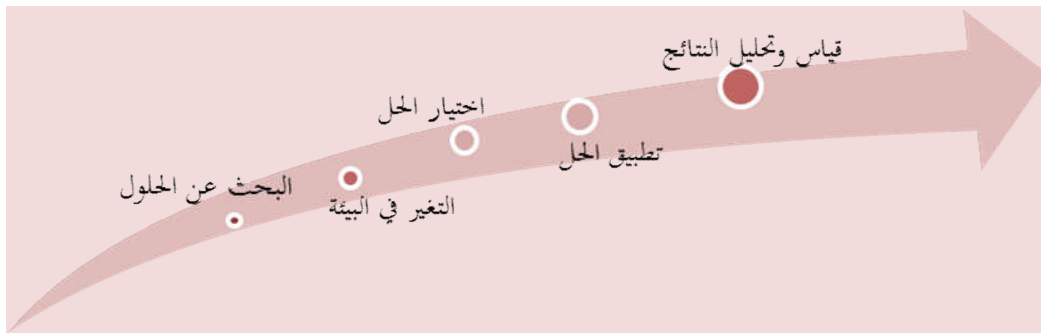 قياس وتحليل النتائج
اختيار الحل
تطبيق الحل
البحث عن الحلول
التغير في البيئة